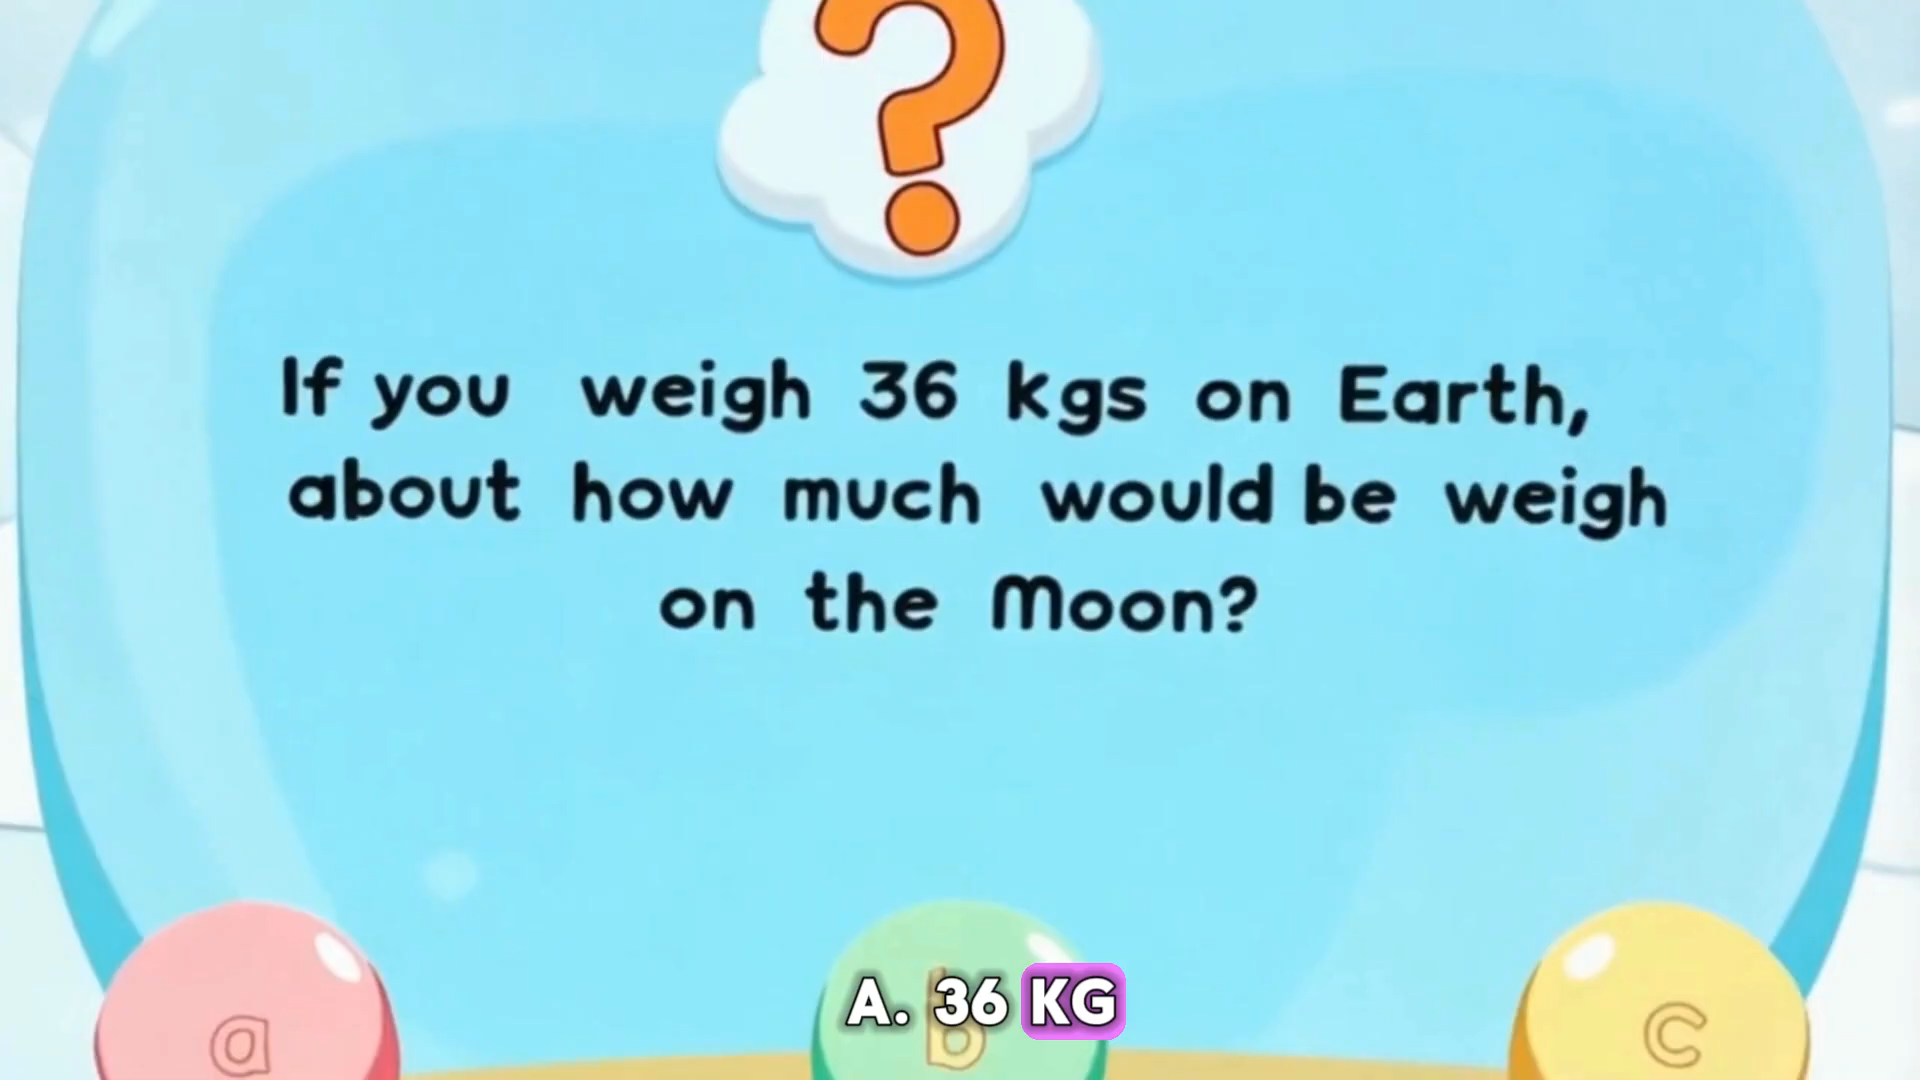 ?
If you weigh 36 kgs on Earth,
about how much would be weigh
on the Moon?
a b c
A. 36 KG